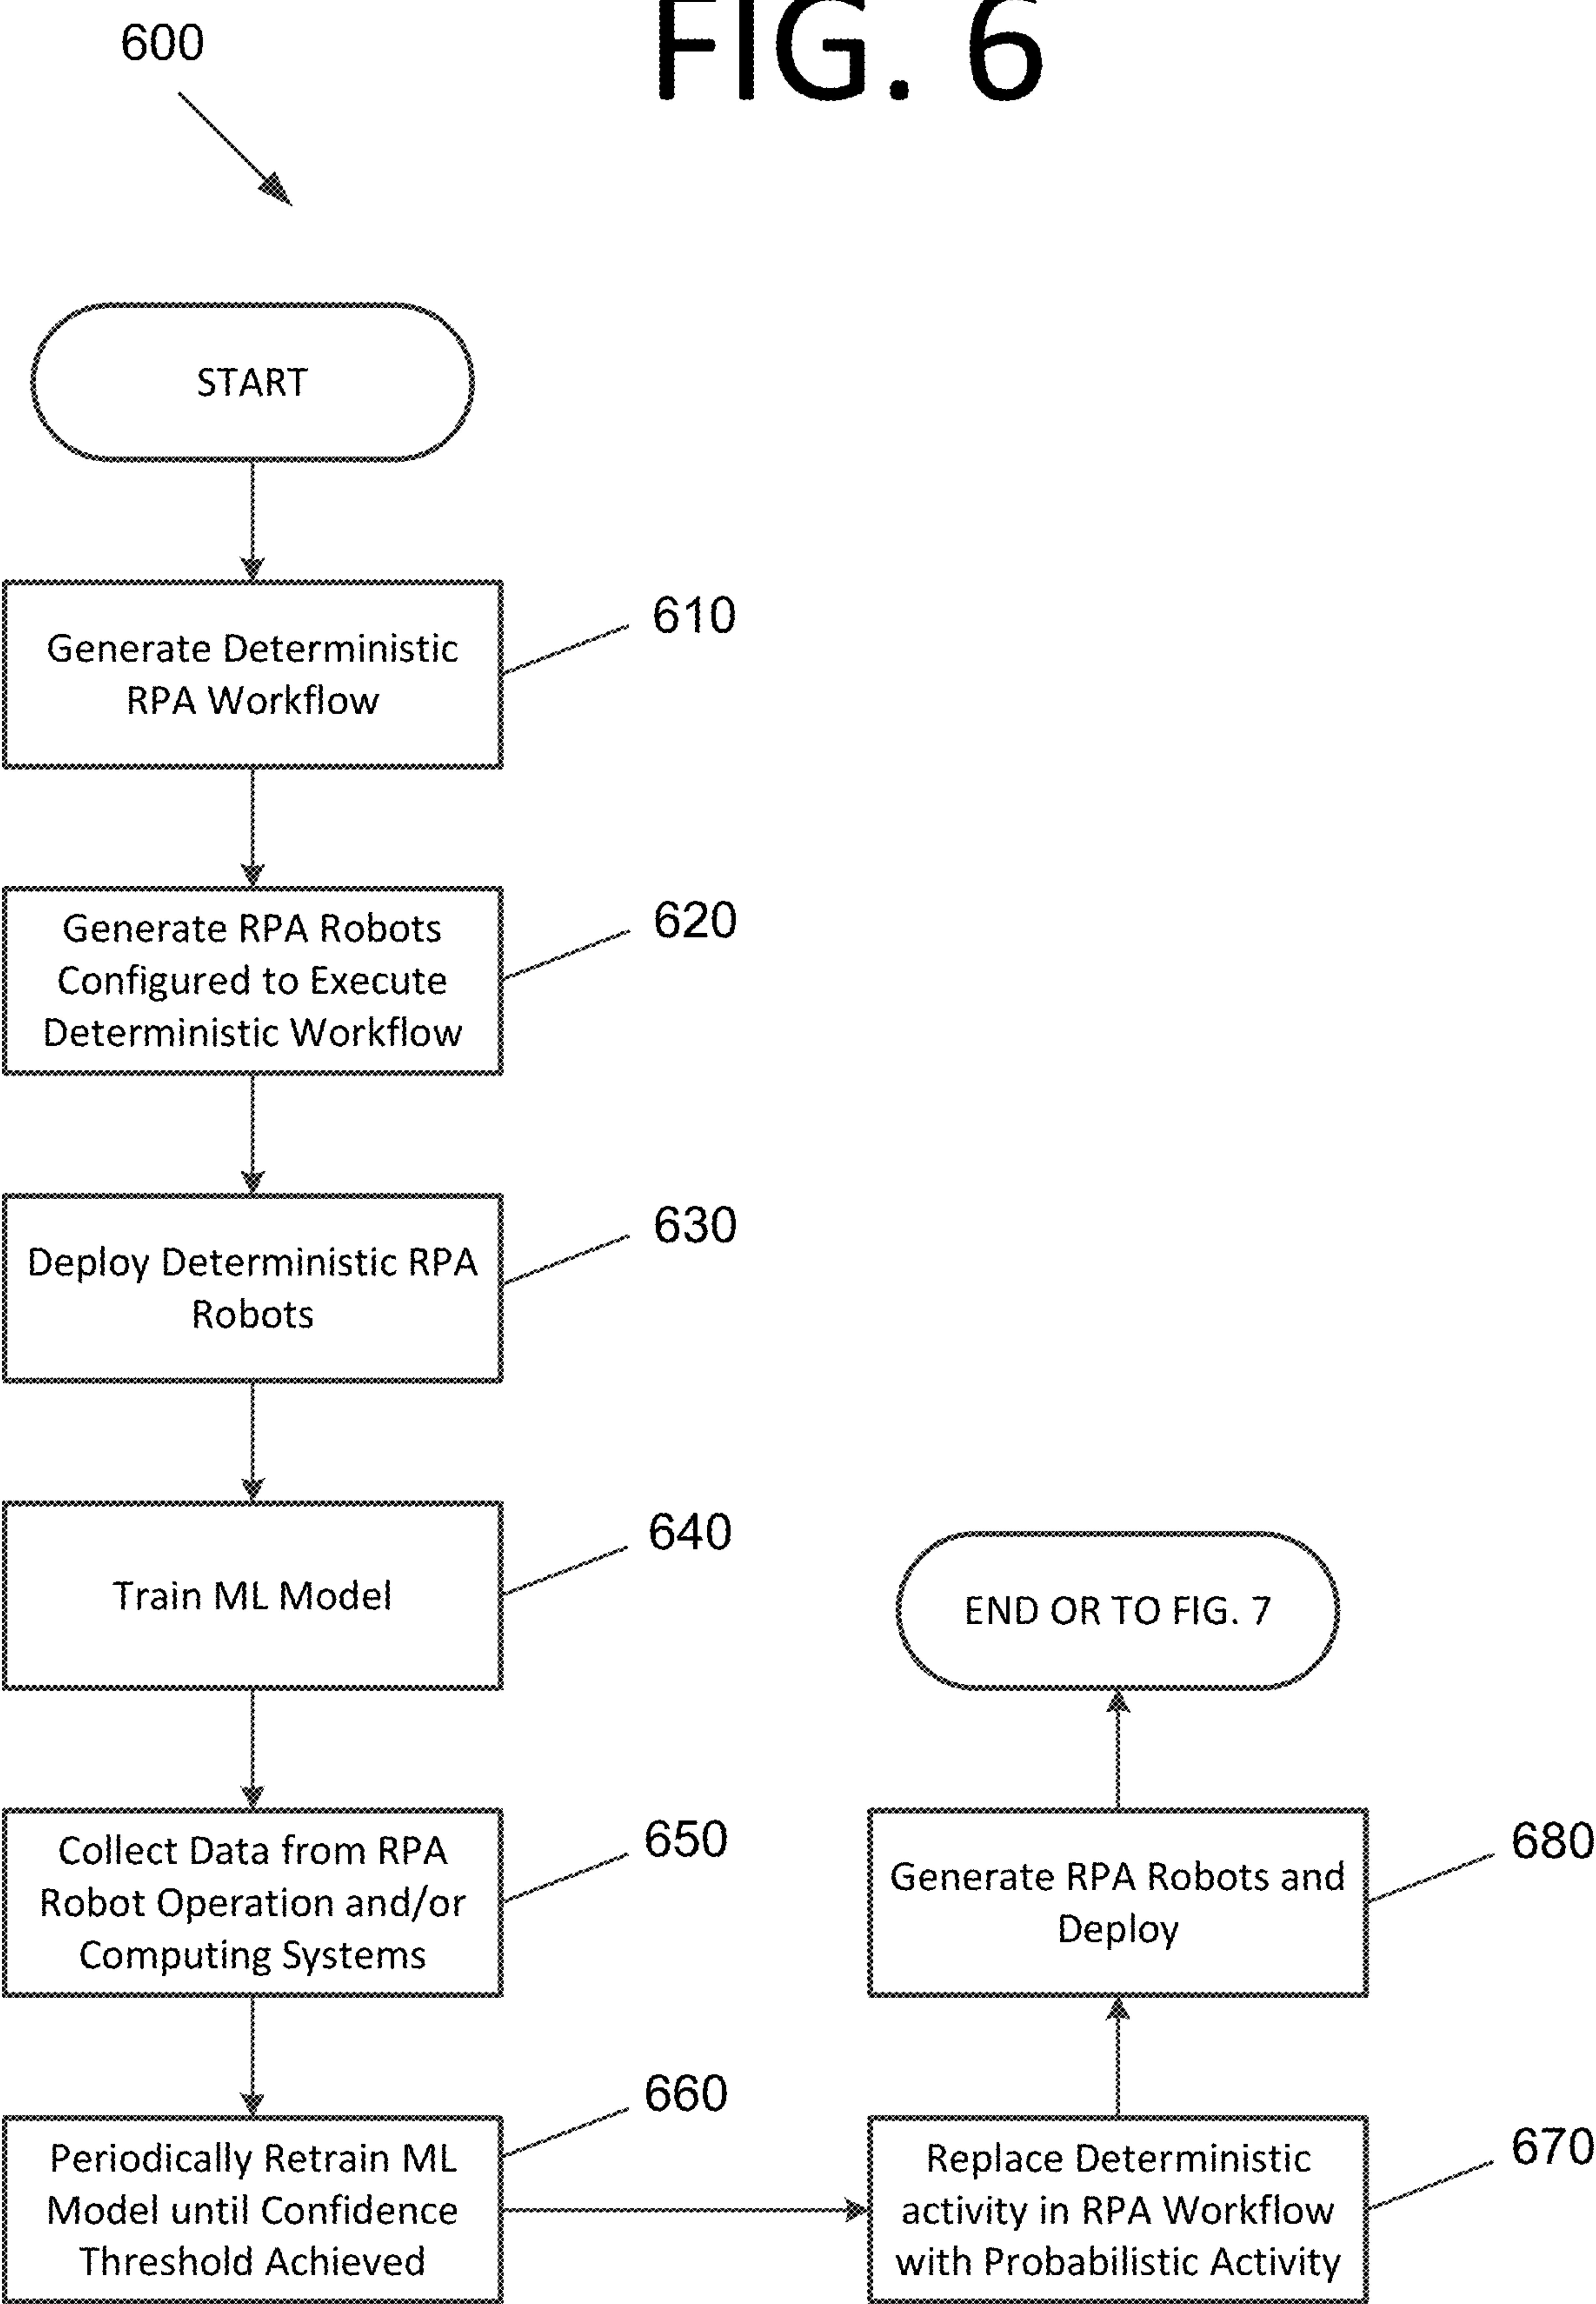 600
FIG. 6
START
Generate Deterministic
RPA Workflow
610
Generate RPA Robots
Configured to Execute
Deterministic Workflow
620
Deploy Deterministic RPA
Robots
630
Train ML Model
640
Collect Data from RPA
Robot Operation and/or
Computing Systems
650
Periodically Retrain ML
Model until Confidence
Threshold Achieved
660
Replace Deterministic
activity in RPA Workflow
with Probabilistic Activity
670
Generate RPA Robots and
Deploy
680
END OR TO FIG. 7